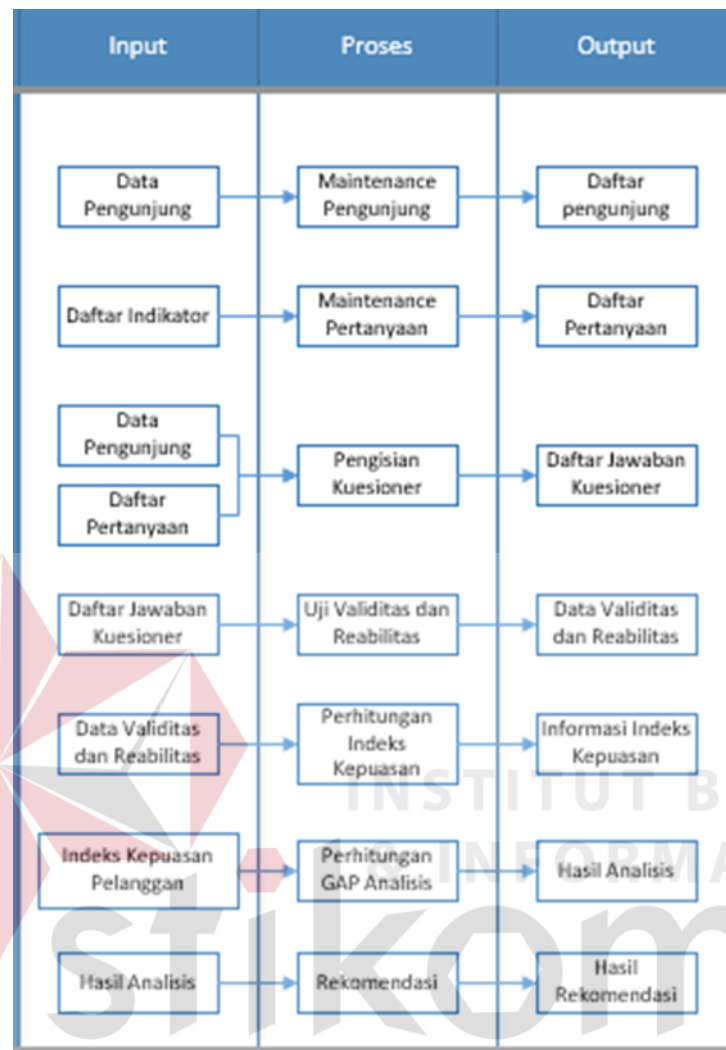 Input
Proses
Output
Data
Pengunjung
Maintenance
Pengunjung
Daftar
pengunjung
Daftar Indikator
Maintenance
Pertanyaan
Daftar
Pertanyaan
Data
Pengunjung
Daftar
Pertanyaan
Pengisian
Kuesioner
Daftar Jawaban
Kuesioner
Daftar Jawaban
Kuesioner
Uji Validitas dan
Reabilitas
Data Validitas
dan Reabilitas
Data Validitas
dan Reabilitas
Perhitungan
Indeks
Kepuasan
Informasi Indeks
Kepuasan
Indeks Kepuasan
Pelanggan
Perhitungan
GAP Analisis
Hasil Analisis
Hasil Analisis
Rekomendasi
Hasil
Rekomendasi
INSTITUT B
& INFORMA
stikom